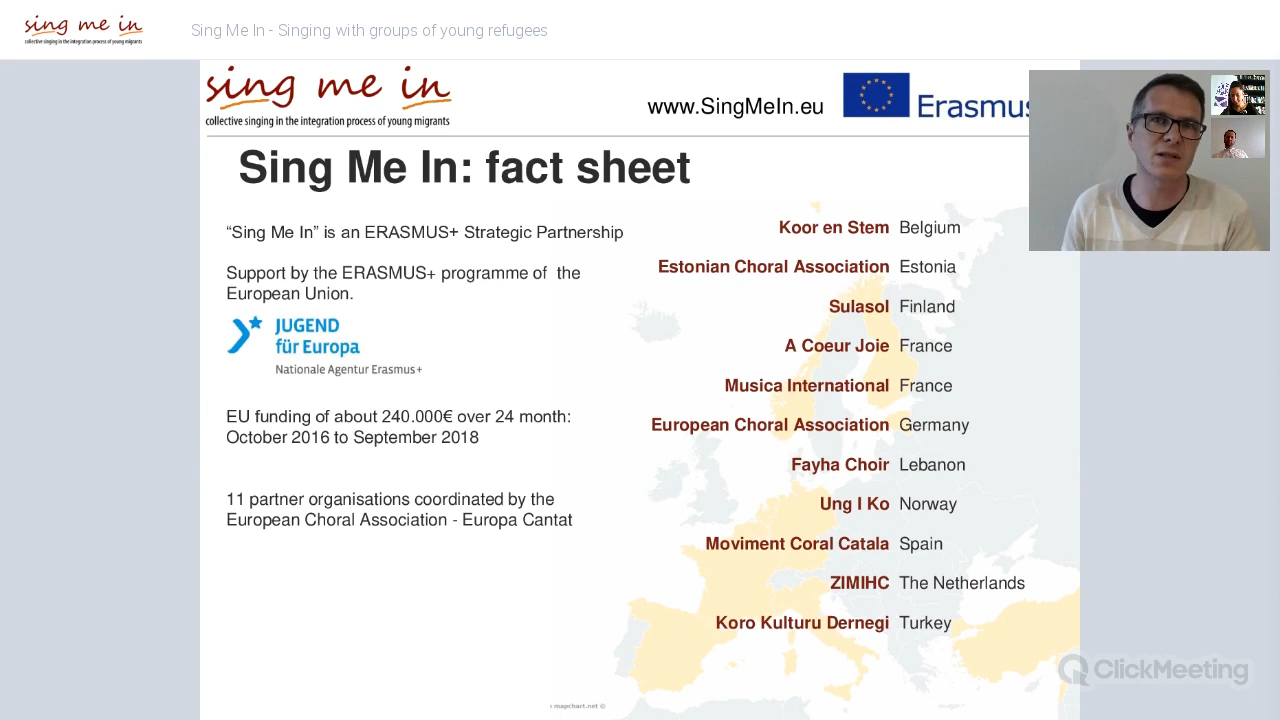 sing me in
collective singing in the integration process of young migrants
Sing Me In - Singing with groups of young refugees
sing me in
collective singing in the integration process of young migrants
www.SingMeIn.eu
Erasmus
Sing Me In: fact sheet
“Sing Me In” is an ERASMUS+ Strategic Partnership
Support by the ERASMUS+ programme of the
European Union.
JUGEND
für Europa
Nationale Agentur Erasmus+
EU funding of about 240.000€ over 24 month:
October 2016 to September 2018
11 partner organisations coordinated by the
European Choral Association - Europa Cantat
Koor en Stem Belgium
Estonian Choral Association Estonia
Sulasol Finland
A Coeur Joie France
Musica International France
European Choral Association Germany
Fayha Choir Lebanon
Ung I Ko Norway
Moviment Coral Catala Spain
ZIMIHC The Netherlands
Koro Kulturu Dernegi Turkey
ClickMeeting
mapchart.net ©